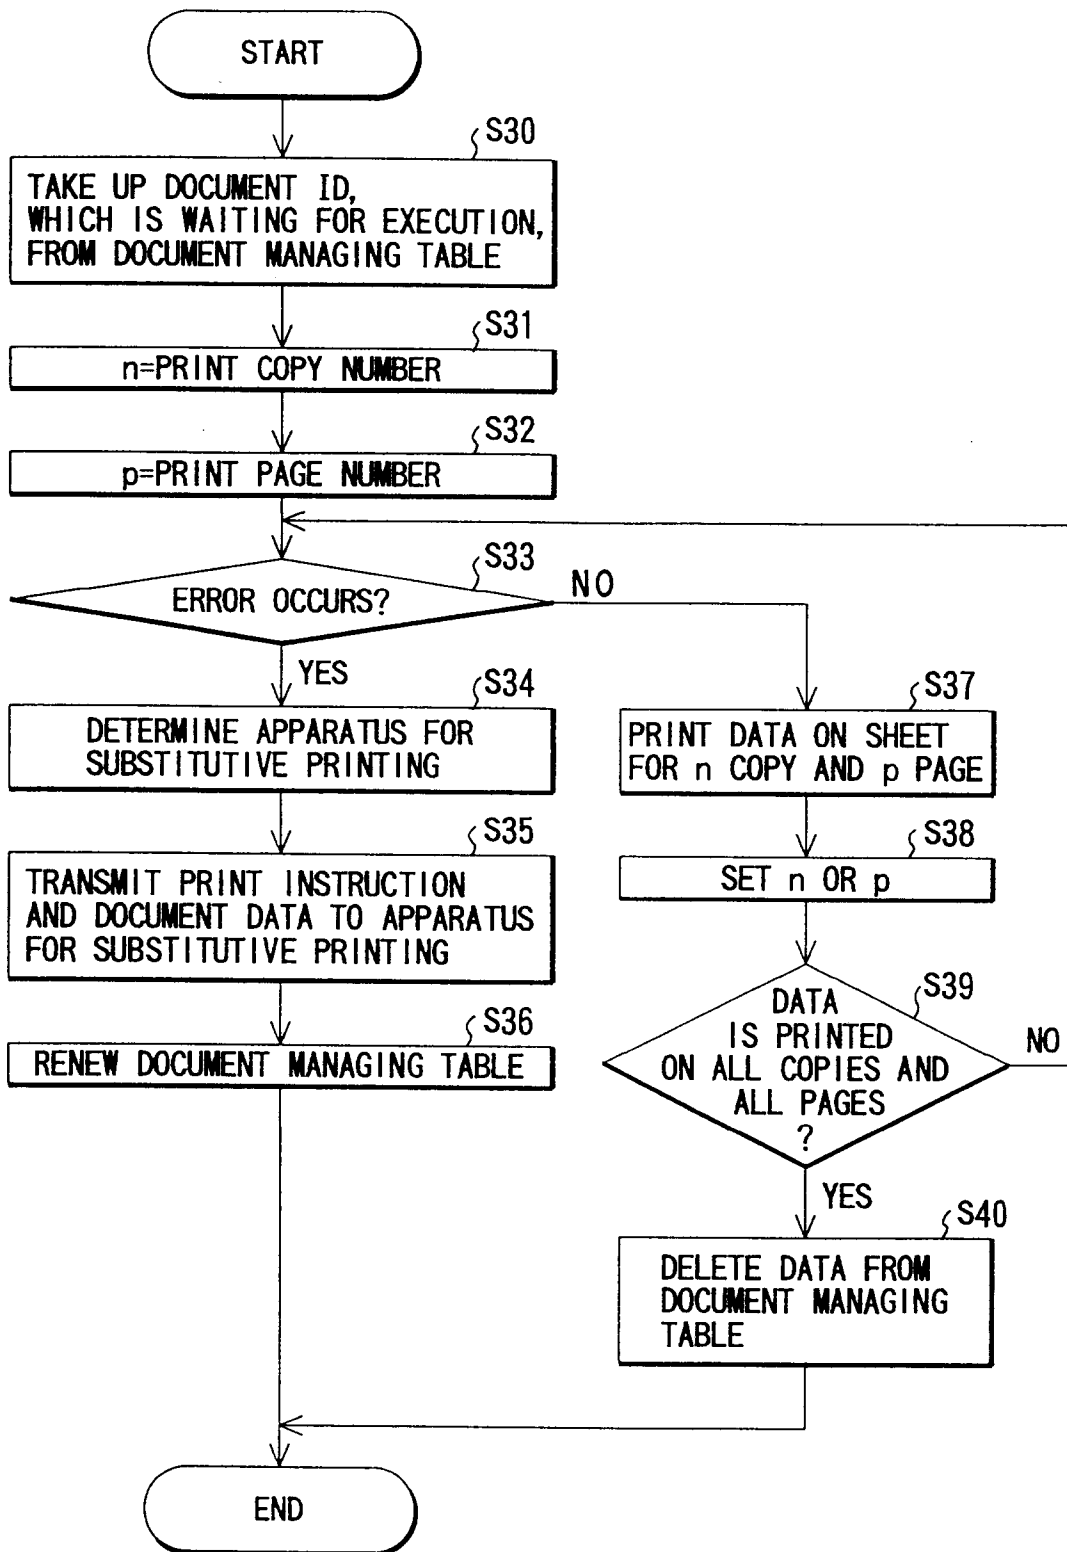 START
S30
TAKE UP DOCUMENT ID,
WHICH IS WAITING FOR EXECUTION,
FROM DOCUMENT MANAGING TABLE
S31
n=PRINT COPY NUMBER
S32
p=PRINT PAGE NUMBER
S33
ERROR OCCURS?
NO
YES
S34
DETERMINE APPARATUS FOR
SUBSTITUTIVE PRINTING
S35
TRANSMIT PRINT INSTRUCTION
AND DOCUMENT DATA TO APPARATUS
FOR SUBSTITUTIVE PRINTING
S36
RENEW DOCUMENT MANAGING TABLE
S37
PRINT DATA ON SHEET
FOR n COPY AND p PAGE
S38
SET n OR p
S39
DATA
IS PRINTED
ON ALL COPIES AND
ALL PAGES
?
NO
YES
S40
DELETE DATA FROM
DOCUMENT MANAGING
TABLE
END